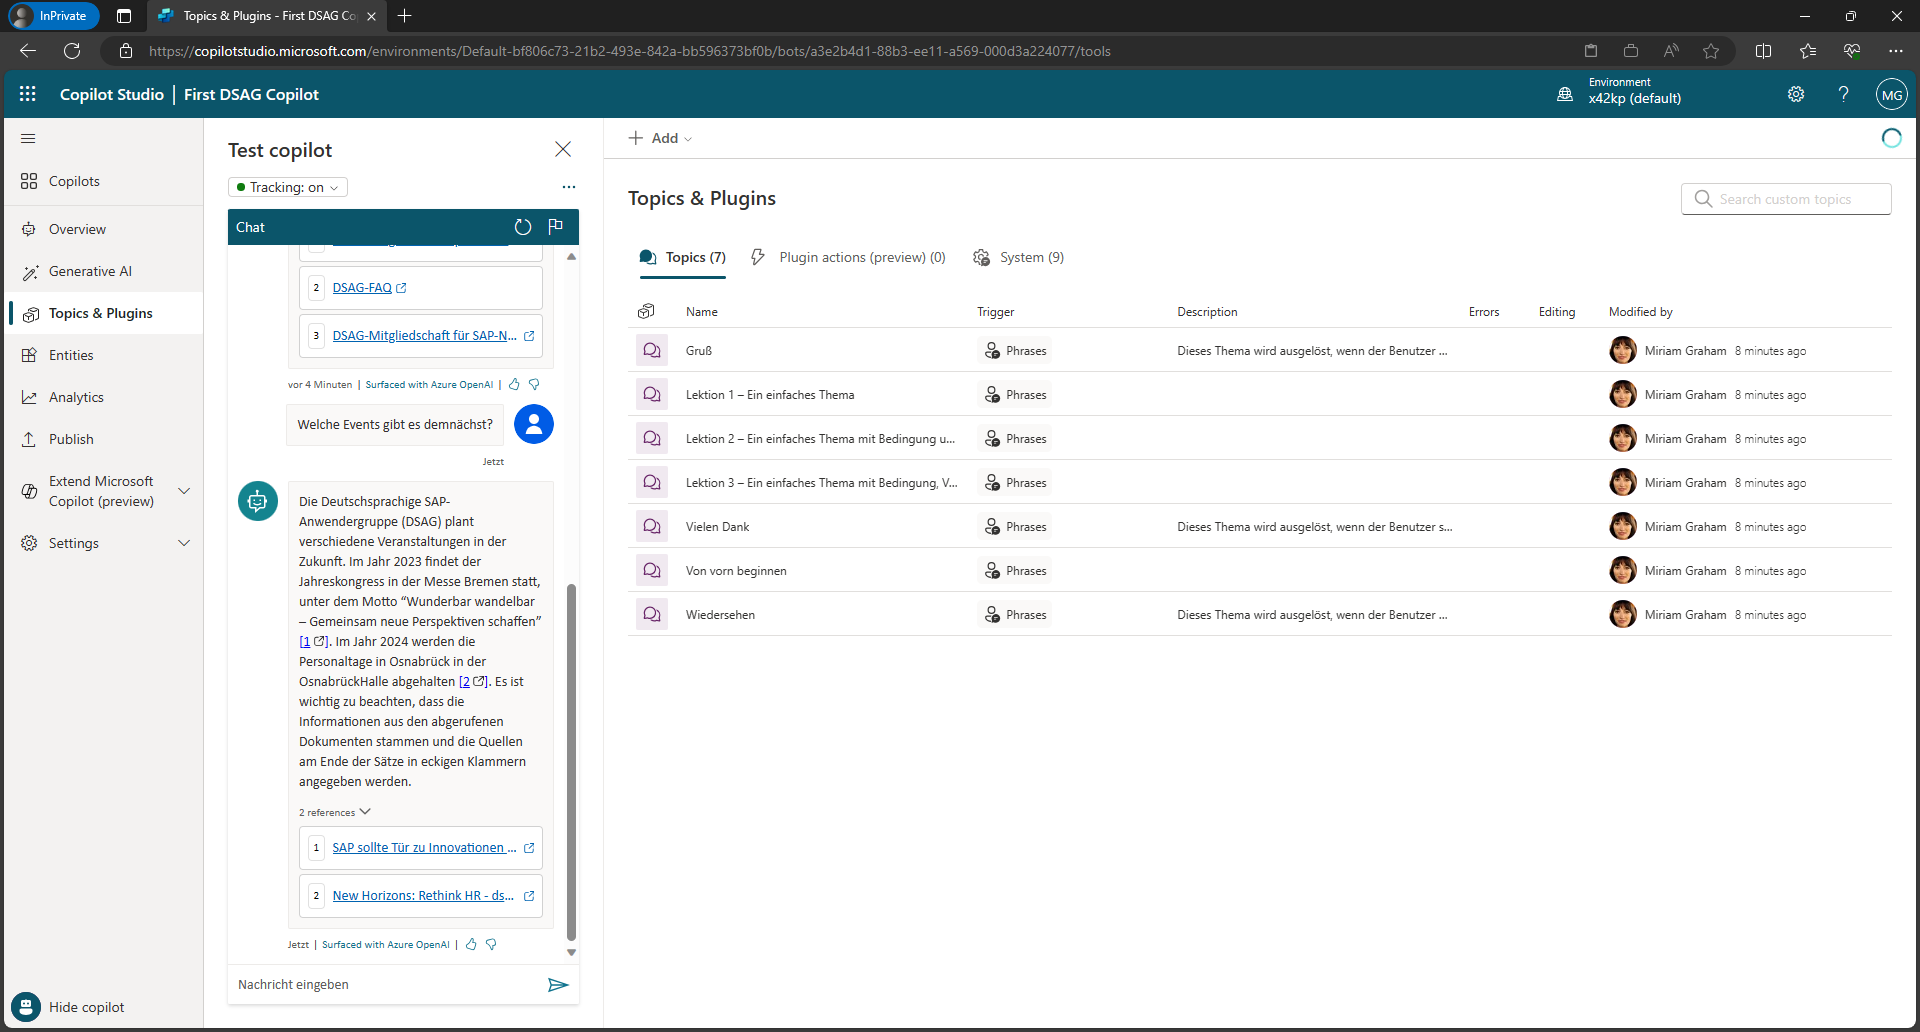 InPrivate
Topics & Plugins - First DSAG Co
https://copilotstudio.microsoft.com/environments/Default-bf806c73-21b2-493e-842a-bb596373bf0b/bots/a3e2b4d1-88b3-ee11-a569-000d3a224077/tools
Copilot Studio | First DSAG Copilot
Environment
x42kp (default)
MG
Copilots
Overview
Generative AI
Topics & Plugins
Entities
Analytics
Publish
Extend Microsoft
Copilot (preview)
Settings
Hide copilot
Test copilot
Tracking: on
Chat
2 DSAG-FAQ
3 DSAG-Mitgliedschaft für SAP-N...
vor 4 Minuten | Surfaced with Azure OpenAI |
Welche Events gibt es demnächst?
Jetzt
Die Deutschsprachige SAP-
Anwendergruppe (DSAG) plant
verschiedene Veranstaltungen in der
Zukunft. Im Jahr 2023 findet der
Jahreskongress in der Messe Bremen statt,
unter dem Motto “Wunderbar wandelbar
– Gemeinsam neue Perspektiven schaffen”
[1]. Im Jahr 2024 werden die
Personaltage in Osnabrück in der
OsnabrückHalle abgehalten [2]. Es ist
wichtig zu beachten, dass die
Informationen aus den abgerufenen
Dokumenten stammen und die Quellen
am Ende der Sätze in eckigen Klammern
angegeben werden.
2 references
1 SAP sollte Tür zu Innovationen ...
2 New Horizons: Rethink HR - ds...
Jetzt | Surfaced with Azure OpenAI |
Nachricht eingeben
Add
Topics & Plugins
Search custom topics
Topics (7) Plugin actions (preview) (0) System (9)
Name Trigger Description Errors Editing Modified by
Gruß Phrases Dieses Thema wird ausgelöst, wenn der Benutzer ... Miriam Graham 8 minutes ago
Lektion 1 – Ein einfaches Thema Phrases Miriam Graham 8 minutes ago
Lektion 2 – Ein einfaches Thema mit Bedingung u... Phrases Miriam Graham 8 minutes ago
Lektion 3 – Ein einfaches Thema mit Bedingung, V... Phrases Miriam Graham 8 minutes ago
Vielen Dank Phrases Dieses Thema wird ausgelöst, wenn der Benutzer s... Miriam Graham 8 minutes ago
Von vorn beginnen Phrases Miriam Graham 8 minutes ago
Wiedersehen Phrases Dieses Thema wird ausgelöst, wenn der Benutzer ... Miriam Graham 8 minutes ago